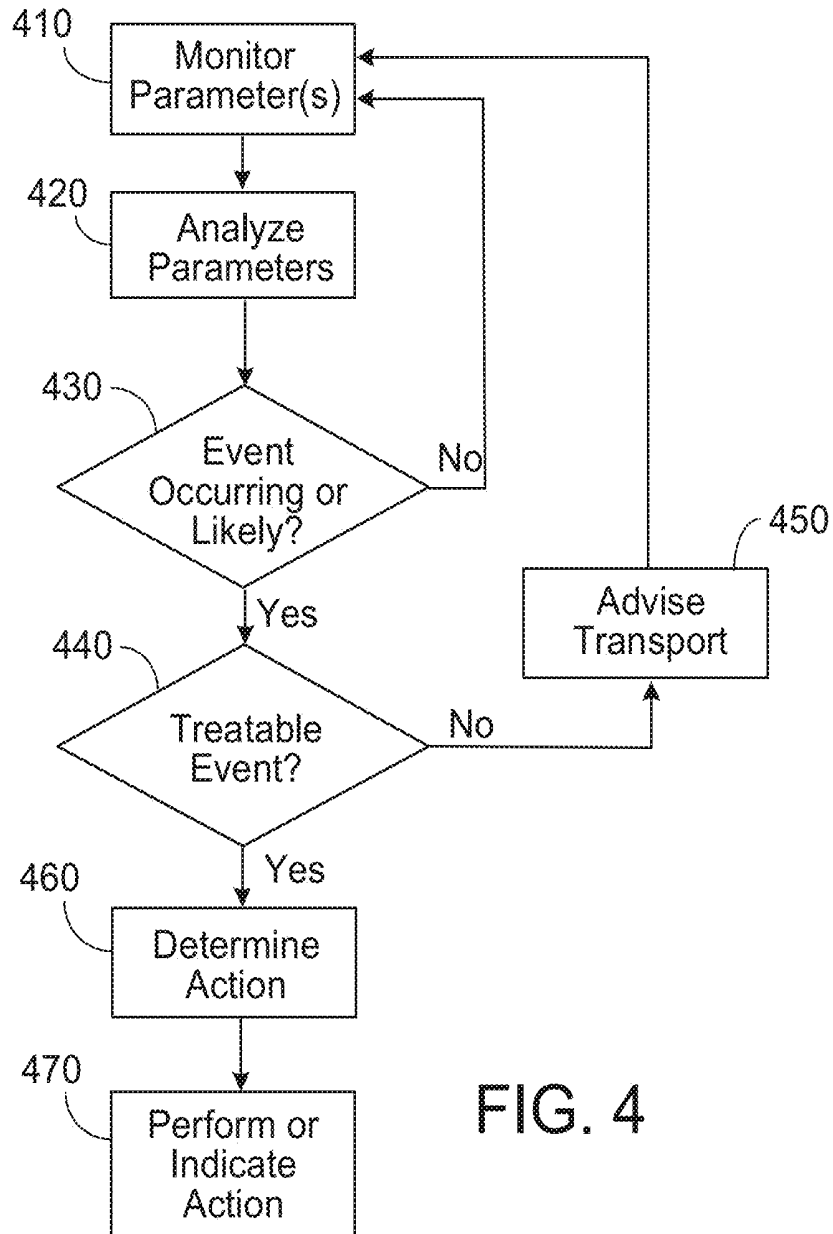 410
Monitor
Parameter(s)
420
Analyze
Parameters
430
Event
Occurring or
Likely?
No
Yes
450
Advise
Transport
440
Treatable
Event?
No
Yes
460
Determine
Action
470
Perform or
Indicate
Action
FIG. 4